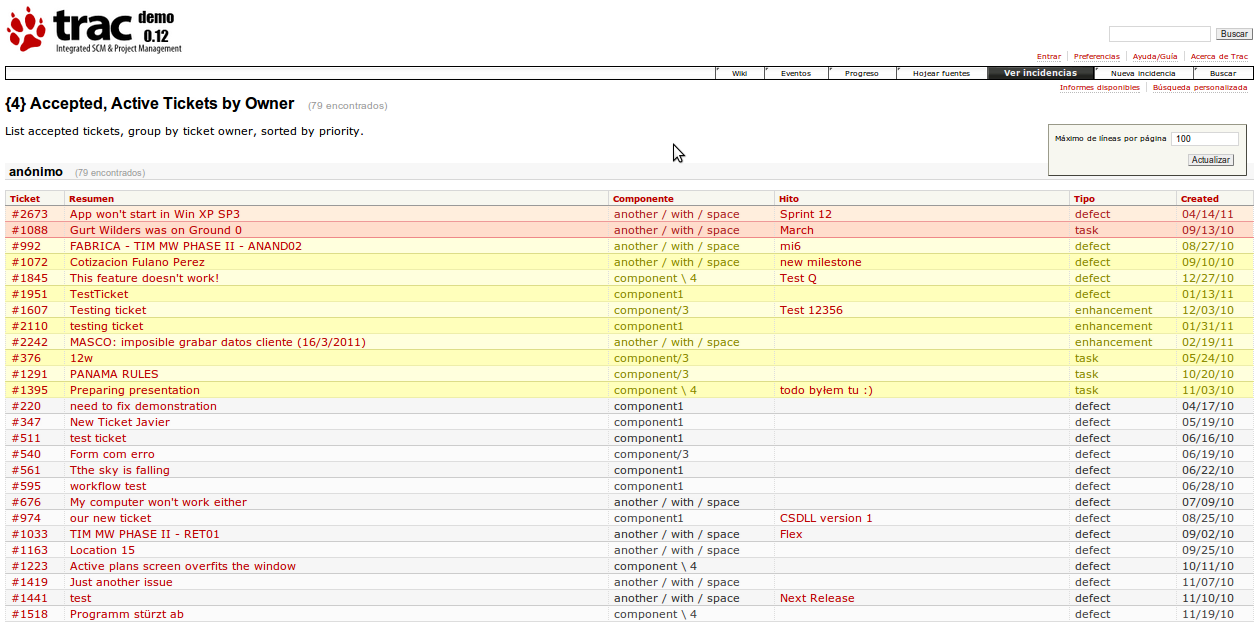 trac demo
0.12
Integrated SCM & Project Management
Buscar
Entrar Preferencias Ayuda/Guía Acerca de Trac
Wiki Eventos Progreso Hojear fuentes Ver incidencias Nueva incidencia Buscar
Informes disponibles Búsqueda personalizada
{4} Accepted, Active Tickets by Owner (79 encontrados)
List accepted tickets, group by ticket owner, sorted by priority.
Máximo de líneas por página 100
Actualizar
anónimo (79 encontrados)
Ticket Resumen Componente Hito Tipo Created
#2673 App won't start in Win XP SP3 another / with / space Sprint 12 defect 04/14/11
#1088 Gurt Wilders was on Ground 0 another / with / space March task 09/13/10
#992 FABRICA - TIM MW PHASE II - ANAND02 another / with / space mi6 defect 08/27/10
#1072 Cotizacion Fulano Perez another / with / space new milestone defect 09/10/10
#1845 This feature doesn't work! component \ 4 Test Q defect 12/27/10
#1951 TestTicket component1 defect 01/13/11
#1607 Testing ticket component/3 Test 12356 enhancement 12/03/10
#2110 testing ticket component1 enhancement 01/31/11
#2242 MASCO: imposible grabar datos cliente (16/3/2011) another / with / space enhancement 02/19/11
#376 12w component/3 task 05/24/10
#1291 PANAMA RULES component/3 task 10/20/10
#1395 Preparing presentation component \ 4 todo byłem tu :) task 11/03/10
#220 need to fix demonstration component1 defect 04/17/10
#347 New Ticket Javier component1 defect 05/19/10
#511 test ticket component1 defect 06/16/10
#540 Form com erro component/3 defect 06/19/10
#561 Tthe sky is falling component1 defect 06/22/10
#595 workflow test component1 defect 06/28/10
#676 My computer won't work either another / with / space defect 07/09/10
#974 our new ticket component1 CSDLL version 1 defect 08/25/10
#1033 TIM MW PHASE II - RET01 another / with / space Flex defect 09/02/10
#1163 Location 15 another / with / space defect 09/25/10
#1223 Active plans screen overfits the window component \ 4 defect 10/11/10
#1419 Just another issue another / with / space defect 11/07/10
#1441 test another / with / space Next Release defect 11/10/10
#1518 Programm stürzt ab component \ 4 defect 11/19/10